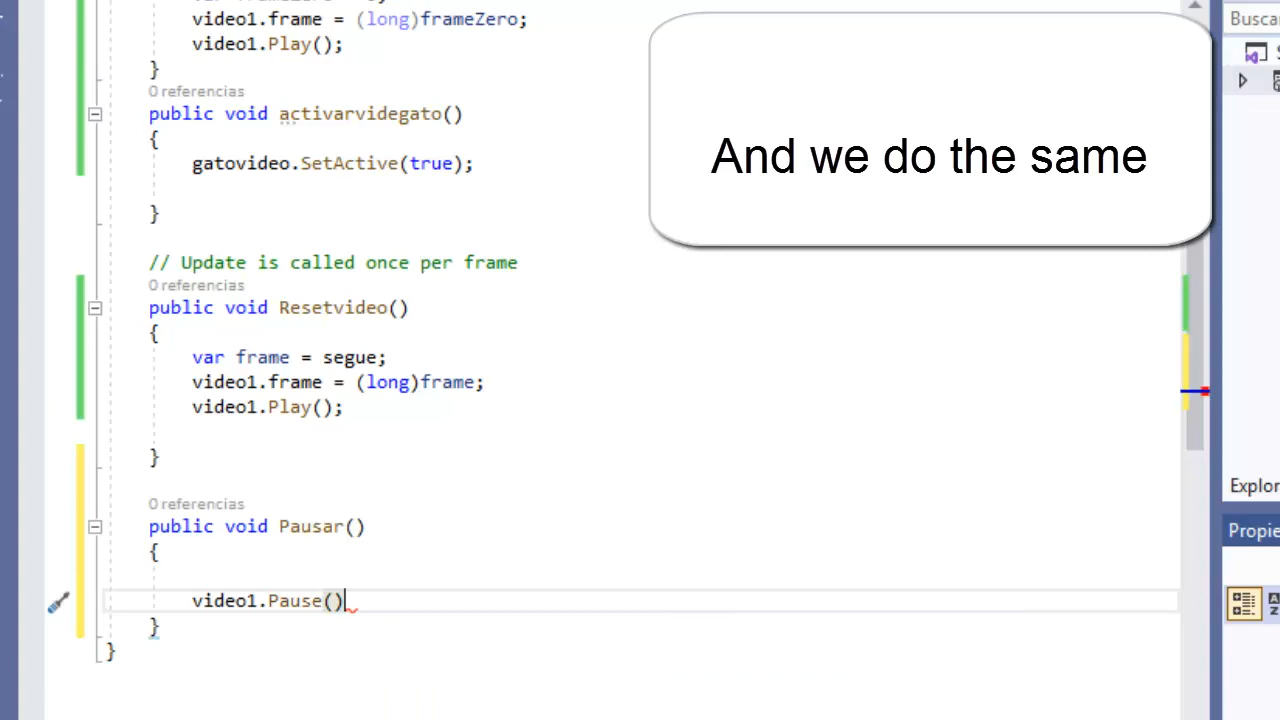 video1.frame = (long)frameZero;
video1.Play();
}
0 referencias
public void activarvidegato()
{
gatovideo.SetActive(true);
}
// Update is called once per frame
0 referencias
public void Resetvideo()
{
var frame = segue;
video1.frame = (long)frame;
video1.Play();
}
0 referencias
public void Pausar()
{
video1.Pause()
}
}
And we do the same
Busca
Explor
Propie